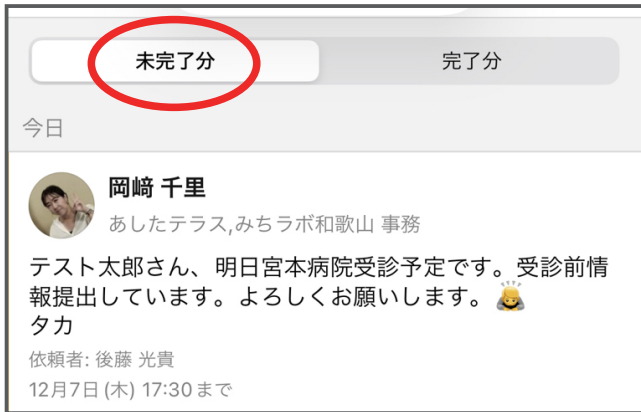 未完了分
完了分
今日
岡﨑 千里
あしたテラス,みちラボ和歌山 事務
テスト太郎さん、明日宮本病院受診予定です。受診前情
報提出しています。よろしくお願いします。🙇
タカ
依頼者: 後藤 光貴
12月7日(木) 17:30まで